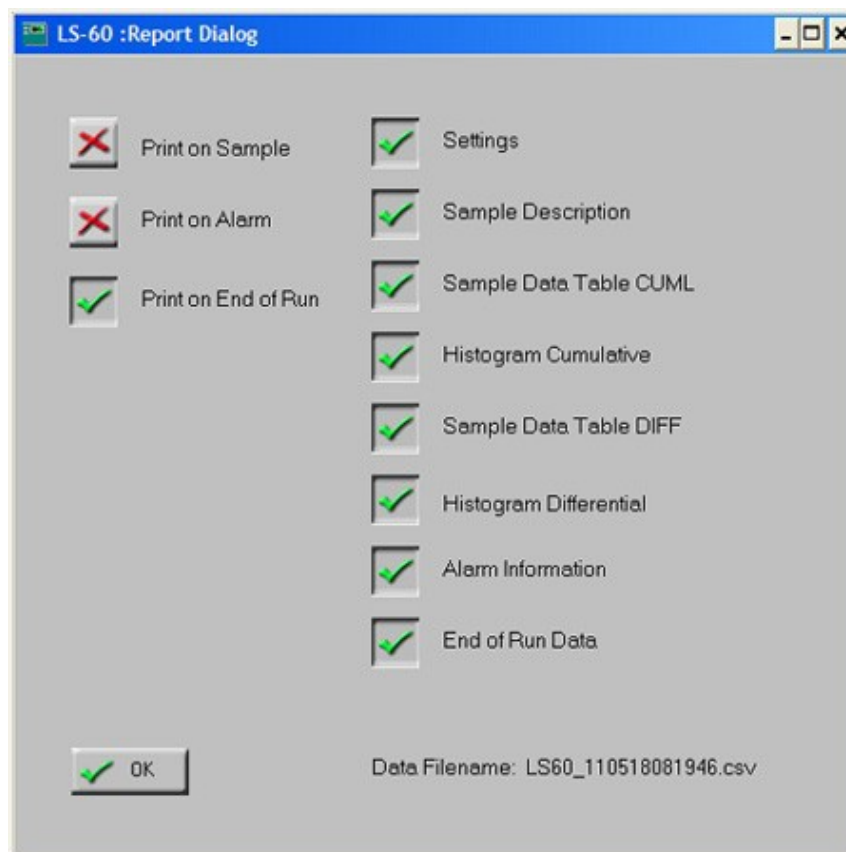 LS-60 :Report Dialog
Print on Sample
Print on Alarm
Print on End of Run
Settings
Sample Description
Sample Data Table CUML
Histogram Cumulative
Sample Data Table DIFF
Histogram Differential
Alarm Information
End of Run Data
OK
Data Filename: LS60_110518081946.csv